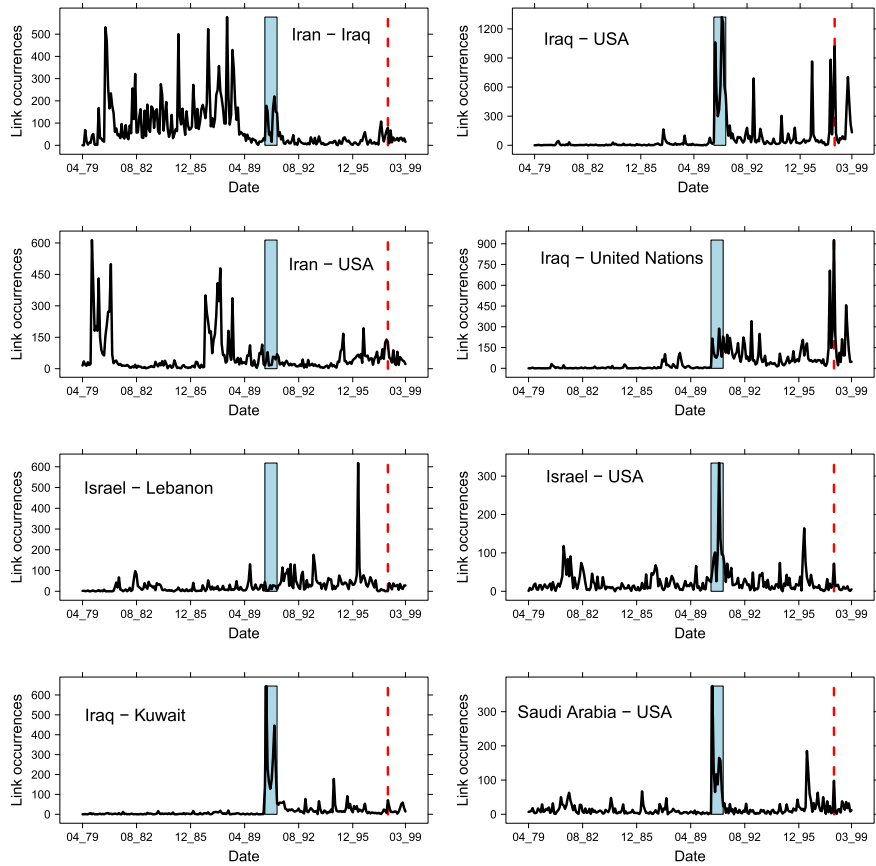 Iran − Iraq
Link occurrences
500
400
300
200
100
0
04_79 08_82 12_85 04_89 08_92 12_95 03_99
Date
Iraq − USA
Link occurrences
1200
900
600
300
0
04_79 08_82 12_85 04_89 08_92 12_95 03_99
Date
Iran − USA
Link occurrences
600
450
300
150
0
04_79 08_82 12_85 04_89 08_92 12_95 03_99
Date
Iraq − United Nations
Link occurrences
900
750
600
450
300
150
0
04_79 08_82 12_85 04_89 08_92 12_95 03_99
Date
Israel − Lebanon
Link occurrences
600
500
400
300
200
100
0
04_79 08_82 12_85 04_89 08_92 12_95 03_99
Date
Israel − USA
Link occurrences
300
200
100
0
04_79 08_82 12_85 04_89 08_92 12_95 03_99
Date
Iraq − Kuwait
Link occurrences
600
500
400
300
200
100
0
04_79 08_82 12_85 04_89 08_92 12_95 03_99
Date
Saudi Arabia − USA
Link occurrences
300
200
100
0
04_79 08_82 12_85 04_89 08_92 12_95 03_99
Date